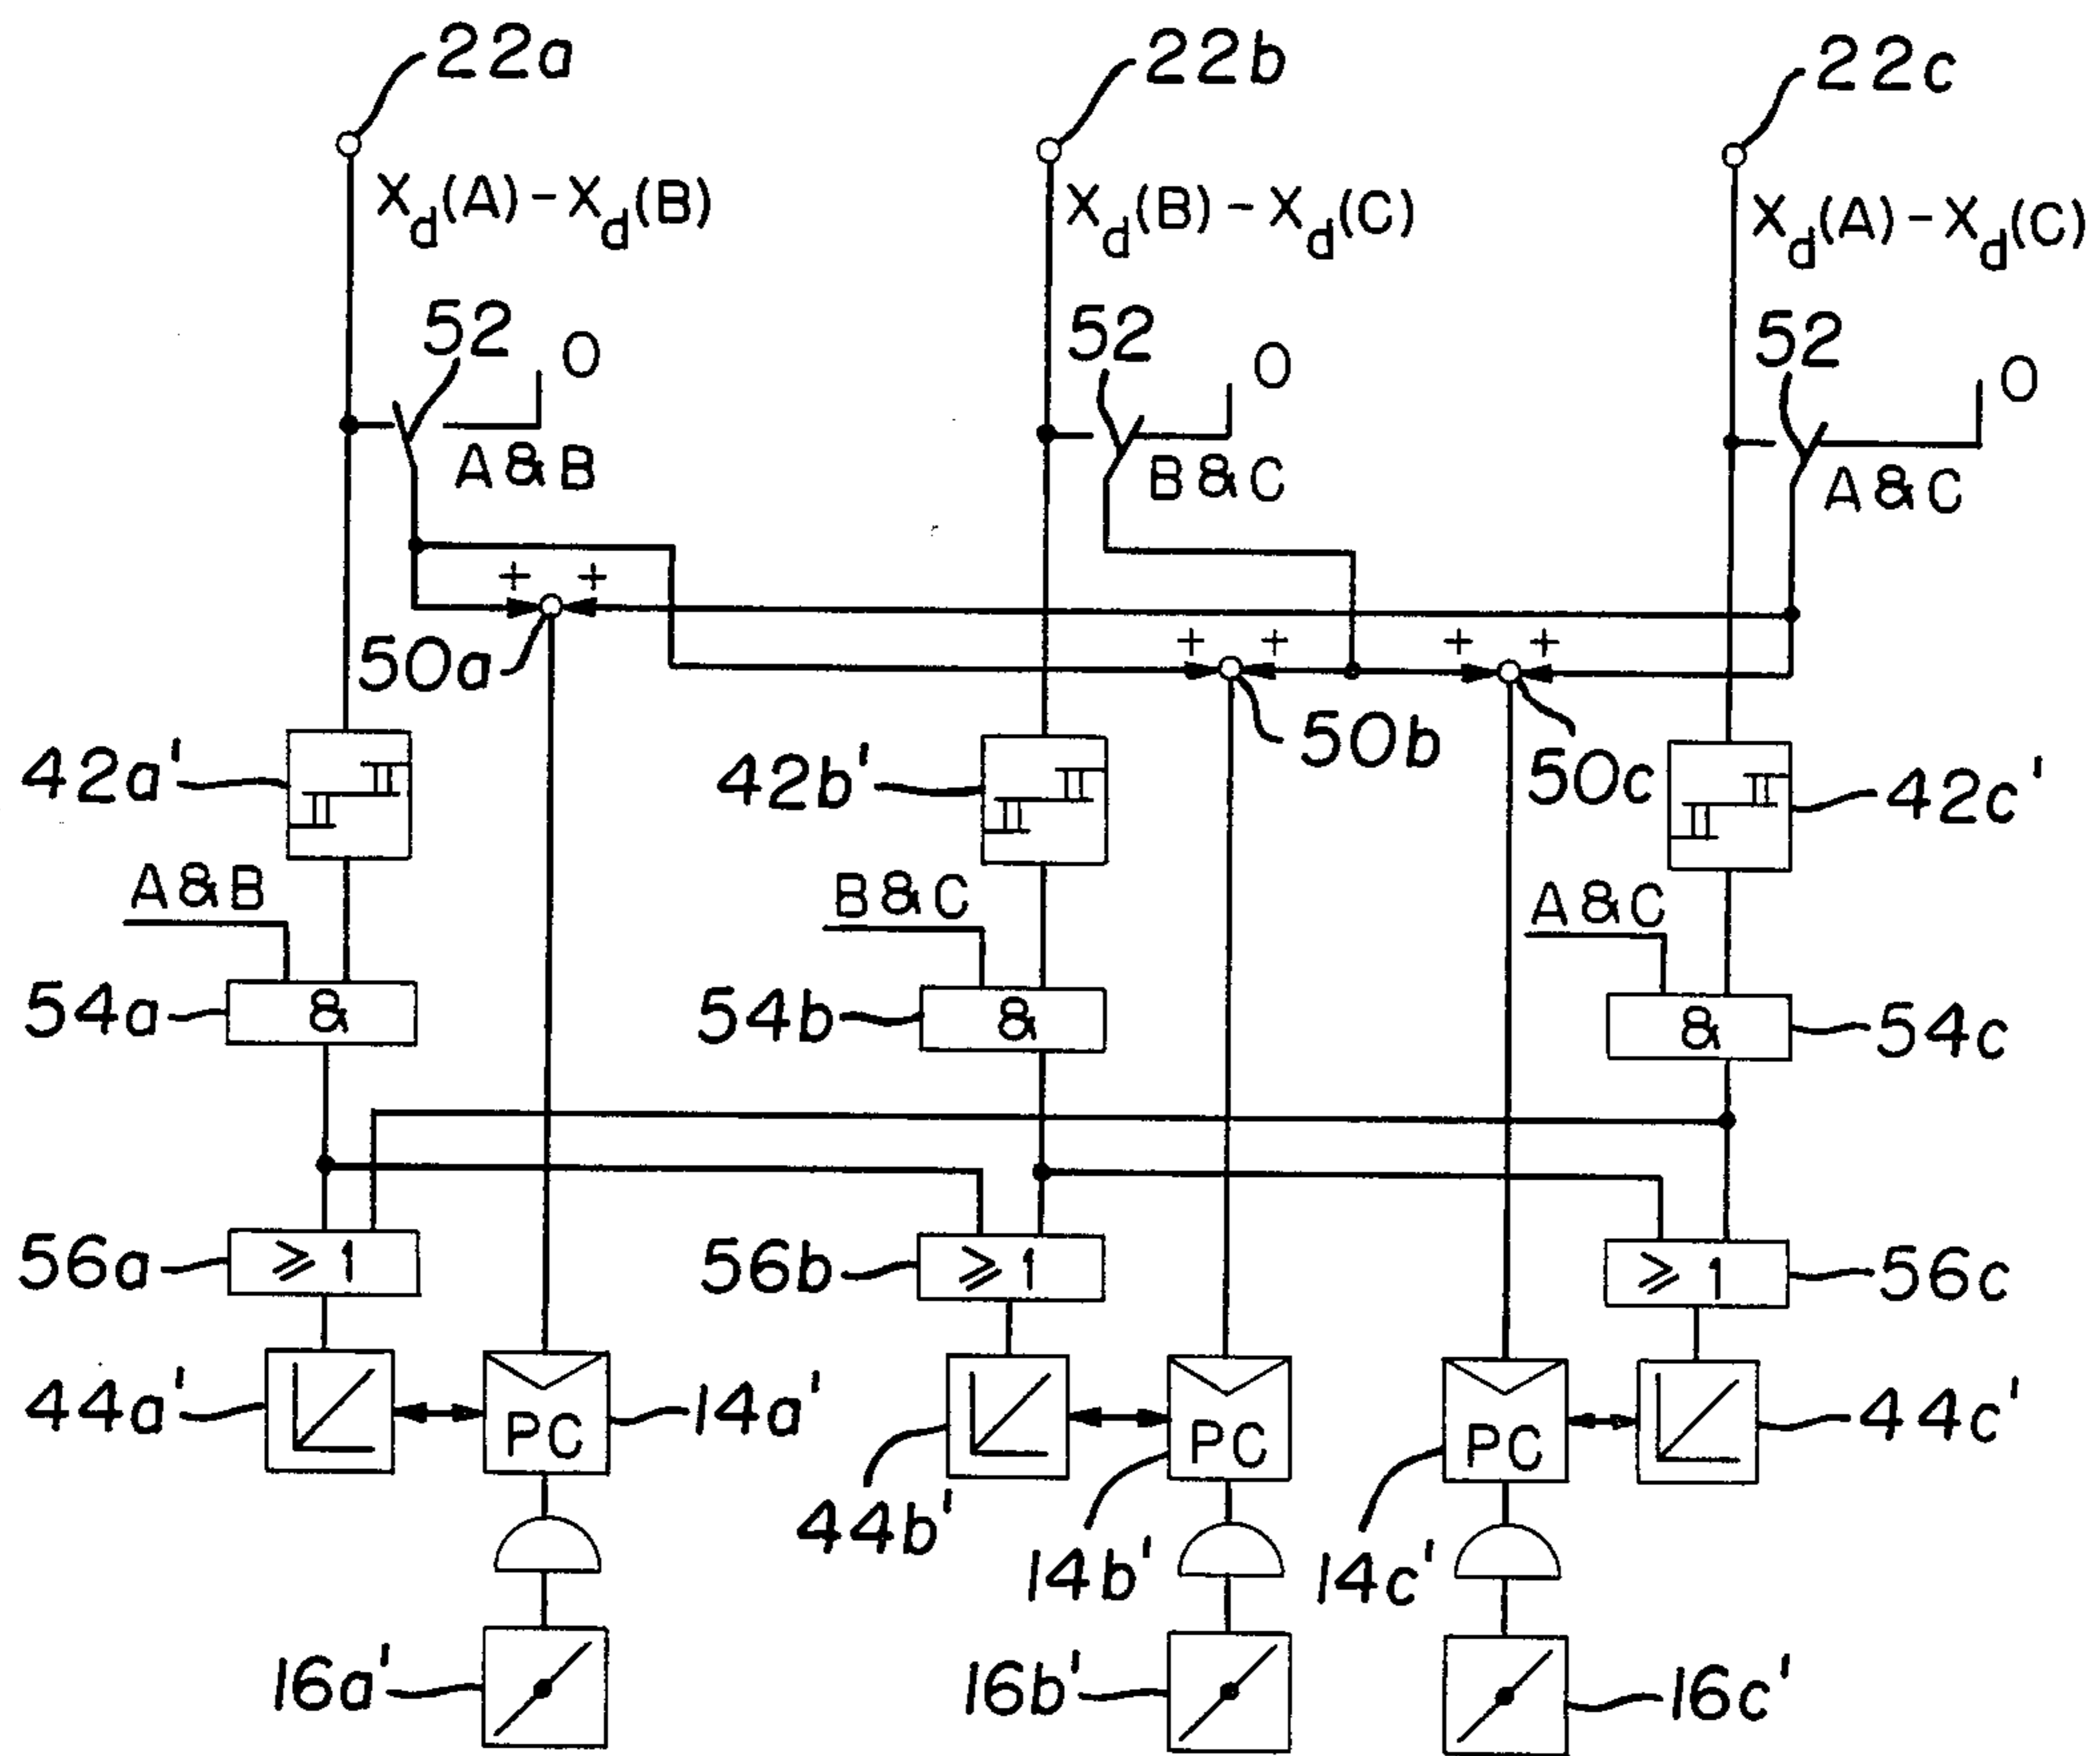 22a 22b 22c
Xd(A)-Xd(B) Xd(B)-Xd(C) Xd(A)-Xd(C)
52 0 52 0 52 0
A&B B&C A&C
+ + + + + +
50a 50b 50c
42a' 42b' 42c'
A&B B&C A&C
54a & 54b & & 54c
56a ≥1 56b ≥1 ≥1 56c
44a' PC 14a' PC PC 44c'
44b' 14b' 14c'
16a' 16b' 16c'